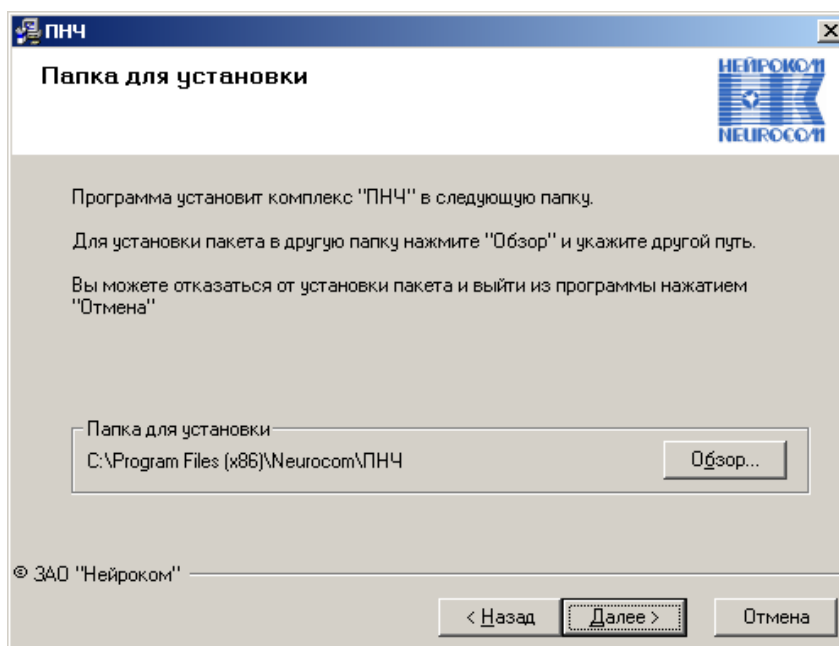 ПНЧ
Папка для установки
НЕЙРОКОМ
NEUROCOM
Программа установит комплекс "ПНЧ" в следующую папку.
Для установки пакета в другую папку нажмите "Обзор" и укажите другой путь.
Вы можете отказаться от установки пакета и выйти из программы нажатием
"Отмена"
Папка для установки
C:\Program Files (x86)\Neurocom\ПНЧ
Обзор...
© ЗАО "Нейроком"
< Назад
Далее >
Отмена